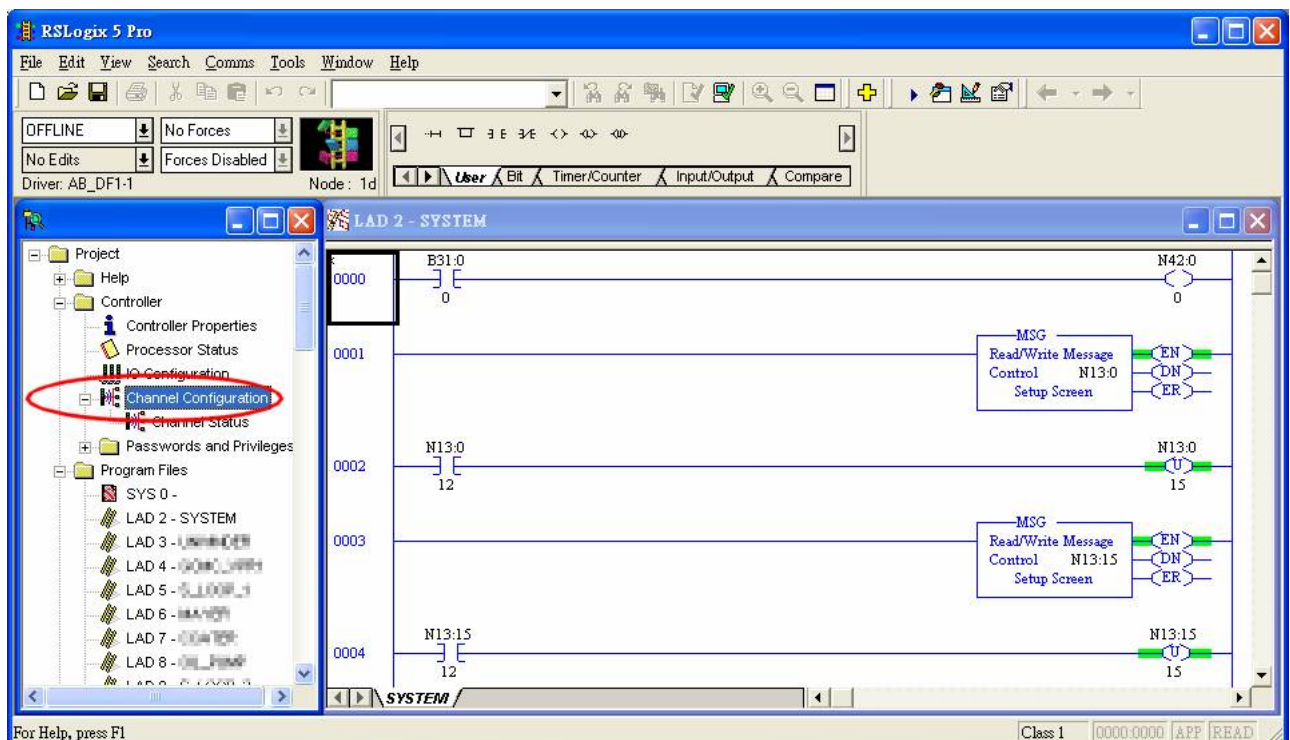 RSLogix 5 Pro
File Edit View Search Comms Tools Window Help
OFFLINE No Forces
No Edits Forces Disabled
Driver: AB_DF1-1 Node: 1d
User Bit Timer/Counter Input/Output Compare
Project
Help
Controller
Controller Properties
Processor Status
IO Configuration
Channel Configuration
Channel Status
Passwords and Privileges
Program Files
SYS 0 -
LAD 2 - SYSTEM
LAD 3 -
LAD 4 -
LAD 5 -
LAD 6 -
LAD 7 -
LAD 8 -
LAD 2 - SYSTEM
0000
B31:0
0
N42:0
0
0001
MSG
Read/Write Message
Control N13:0
Setup Screen
EN
DN
ER
0002
N13:0
12
N13:0
U
15
0003
MSG
Read/Write Message
Control N13:15
Setup Screen
EN
DN
ER
0004
N13:15
12
N13:15
U
15
SYSTEM
For Help, press F1
Class 1 0000:0000 APP READ